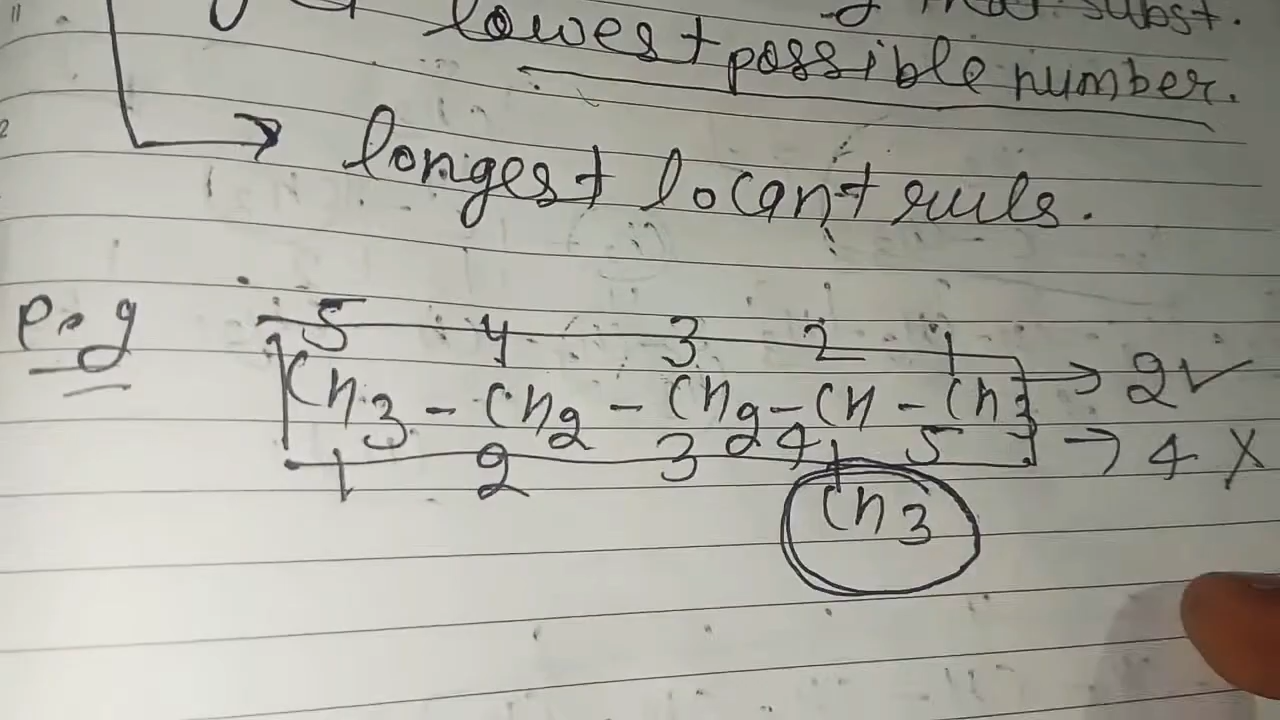 subst.
lowest possible number.
→ longest locant rule.
e.g
5 4 3 2 1
CH3 - CH2 - CH2 - CH - CH3 → 2 ✓
1 2 3 4 5 → 4 X
CH3